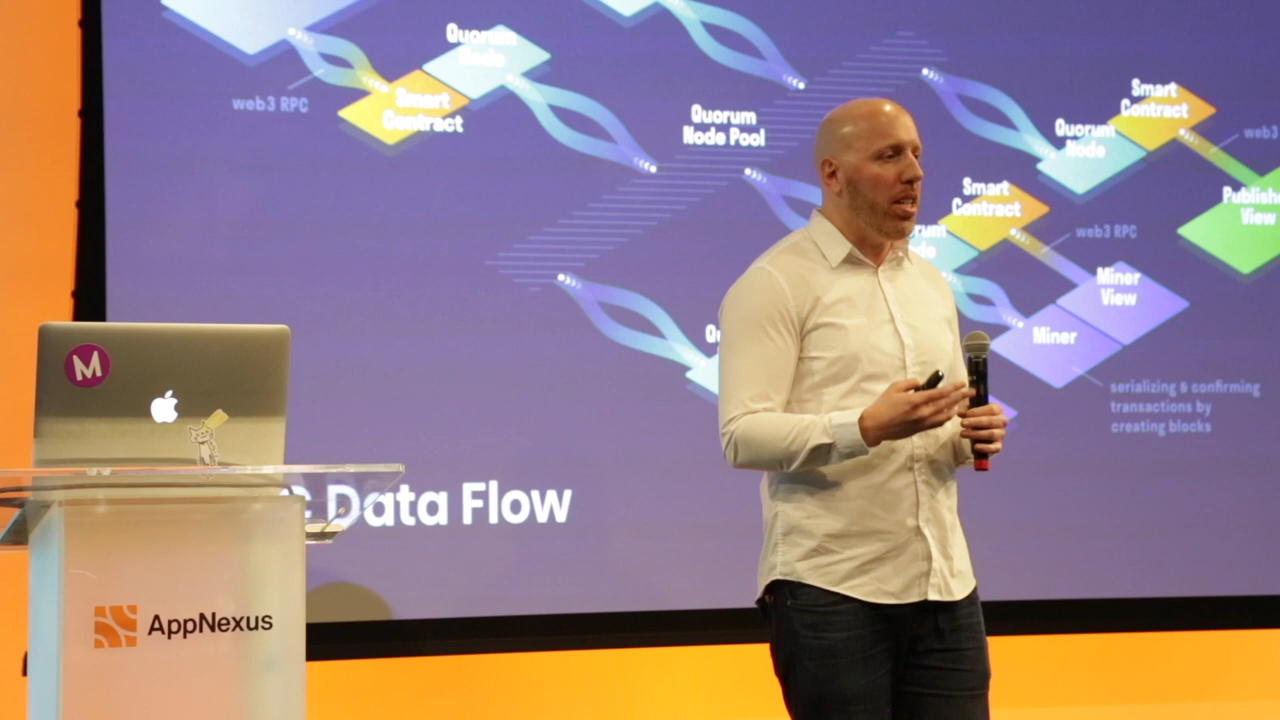 Quorum
Node
web3 RPC
Smart
Contract
Quorum
Node Pool
Smart
Contract
Quorum
Node
web3
Smart
Contract
web3 RPC
View
Miner
View
Miner
serializing & confirming
transactions by
creating blocks
Data Flow
M
AppNexus